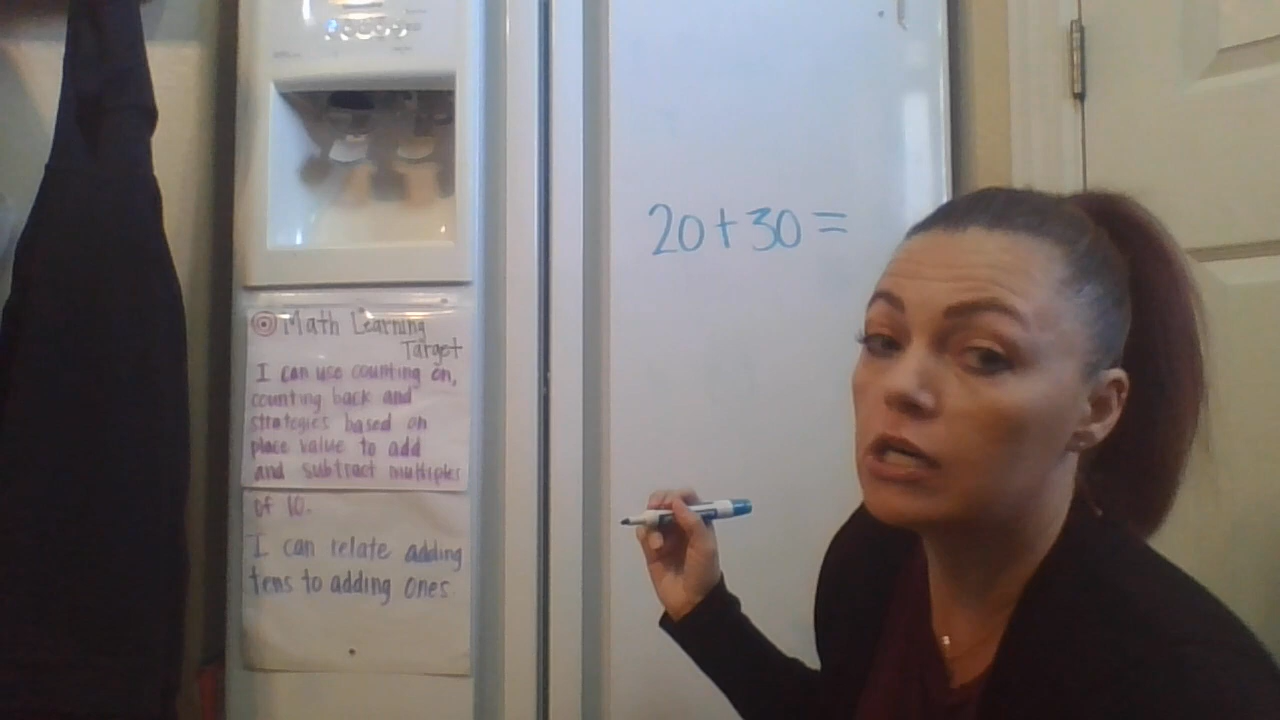 20+30=
Math Learning
Target
I can use counting on,
counting back and
strategies based on
place value to add
and subtract multiples
of 10.
I can relate adding
tens to adding ones.